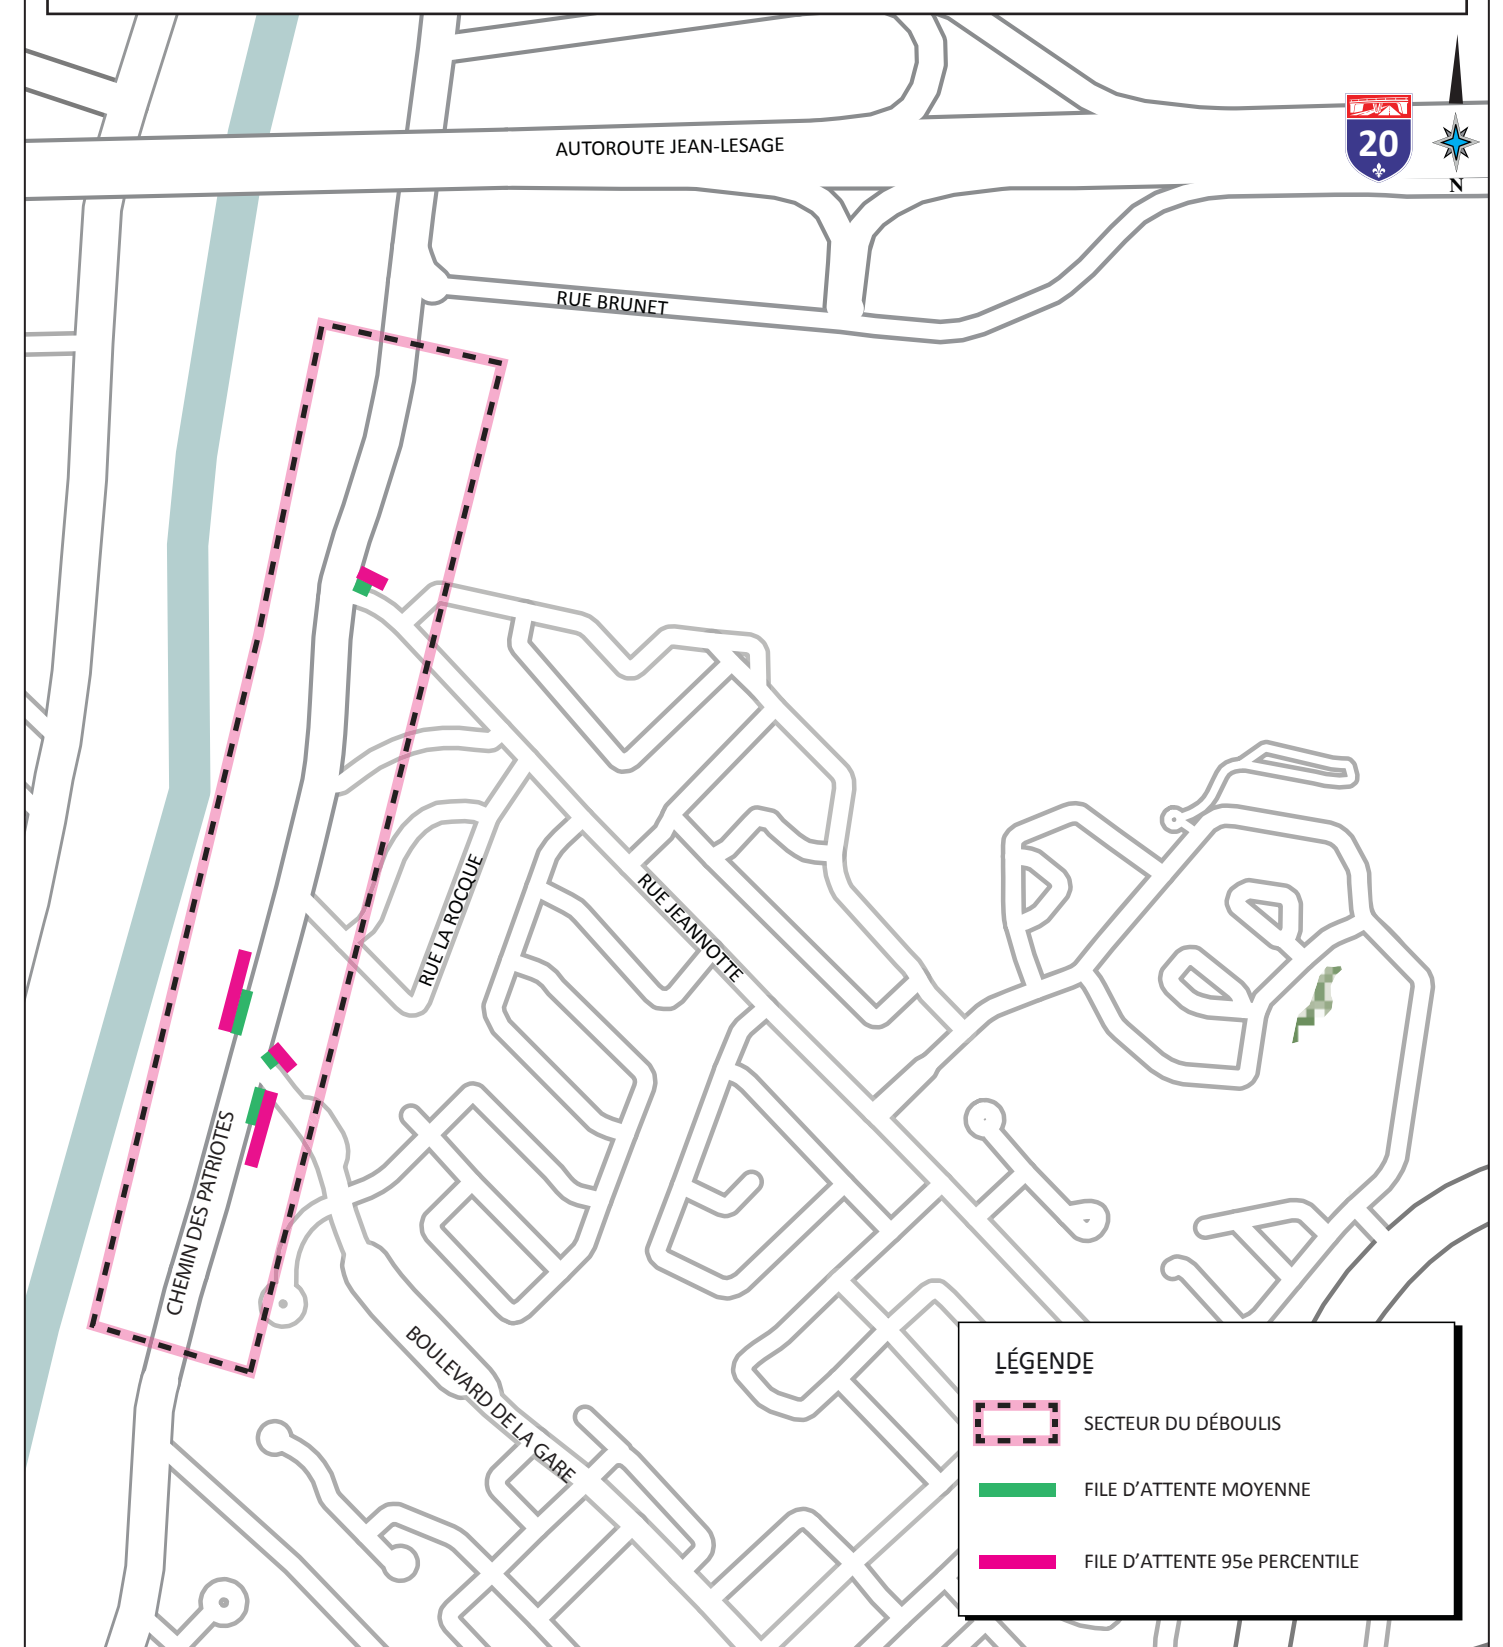 AUTOROUTE JEAN-LESAGE
20
N
RUE BRUNET
RUE LA ROCQUE
RUE JEANNOTTE
CHEMIN DES PATRIOTES
BOULEVARD DE LA GARE
LÉGENDE
SECTEUR DU DÉBOULIS
FILE D'ATTENTE MOYENNE
FILE D'ATTENTE 95e PERCENTILE